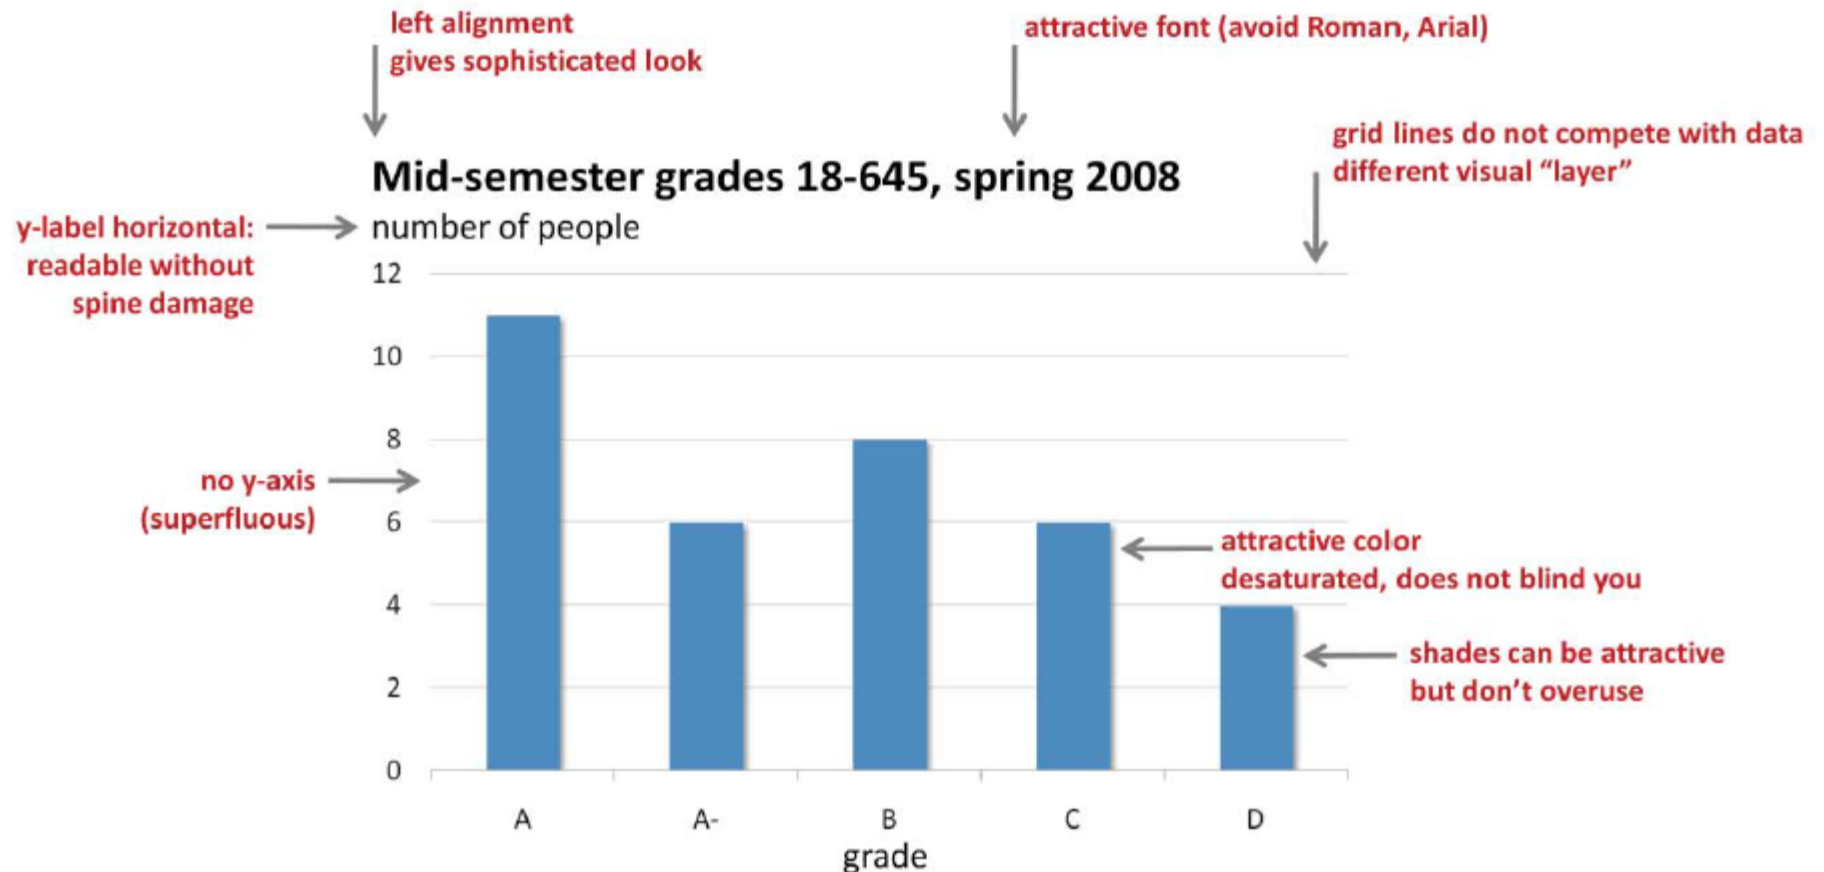 left alignment
gives sophisticated look
attractive font (avoid Roman, Arial)
grid lines do not compete with data
different visual “layer”
Mid-semester grades 18-645, spring 2008
y-label horizontal:
readable without
spine damage
number of people
12
10
8
no y-axis
(superfluous)
6
attractive color
desaturated, does not blind you
4
shades can be attractive
but don’t overuse
2
0
A A- B C D
grade